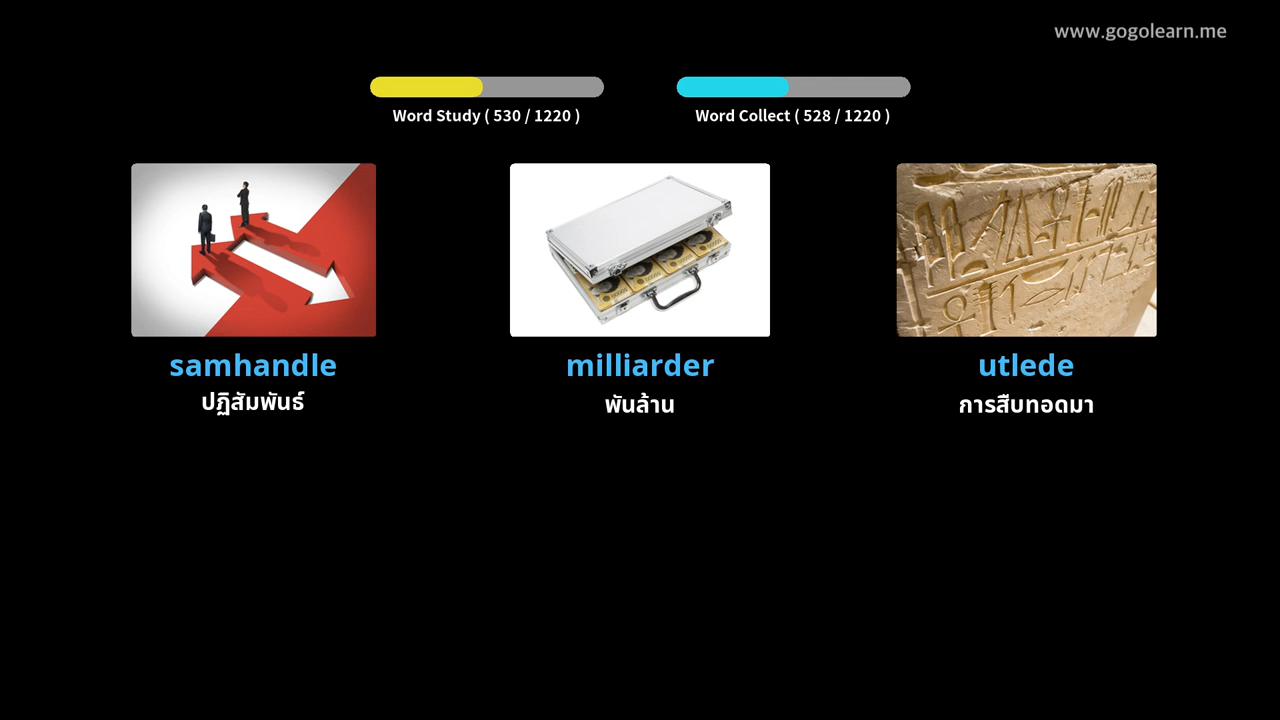 www.gogolearn.me
Word Study ( 530 / 1220 )
Word Collect ( 528 / 1220 )
samhandle
milliarder
utlede
ปฏิสัมพันธ์
พันล้าน
การสืบทอดมา